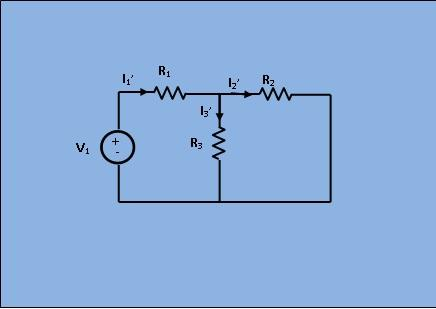 R₁
I₁′
I₂′
R₂
I₃′
V₁
+
-
R₃